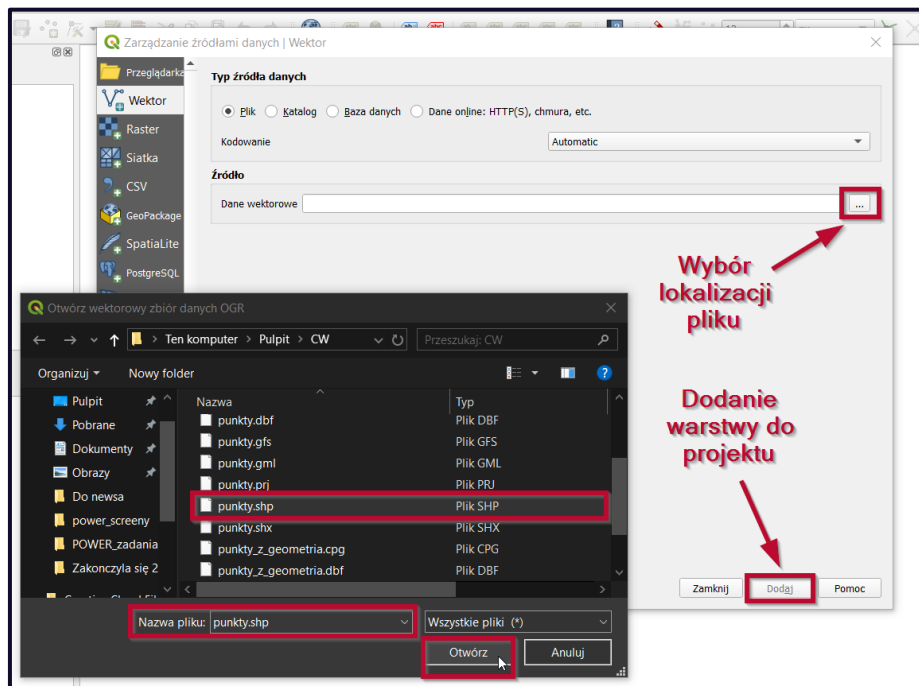 Zarządzanie źródłami danych | Wektor
Przeglądarka
Wektor
Raster
Siatka
CSV
GeoPackage
SpatiaLite
PostgreSQL
Typ źródła danych
Plik Katalog Baza danych Dane online: HTTP(S), chmura, etc.
Kodowanie Automatic
Źródło
Dane wektorowe ...
Wybór
lokalizacji
pliku
Dodanie
warstwy do
projektu
Zamknij Dodaj Pomoc
Otwórz wektorowy zbiór danych OGR
Ten komputer > Pulpit > CW Przeszukaj: CW
Organizuj Nowy folder
Pulpit
Pobrane
Dokumenty
Obrazy
Do newsa
power_screeny
POWER_zadania
Zakonczyla się 2
Nazwa Typ
punkty.dbf Plik DBF
punkty.gfs Plik GFS
punkty.gml Plik GML
punkty.prj Plik PRJ
punkty.shp Plik SHP
punkty.shx Plik SHX
punkty_z_geometria.cpg Plik CPG
punkty_z_geometria.dbf Plik DBF
Nazwa pliku: punkty.shp Wszystkie pliki (*)
Otwórz Anuluj